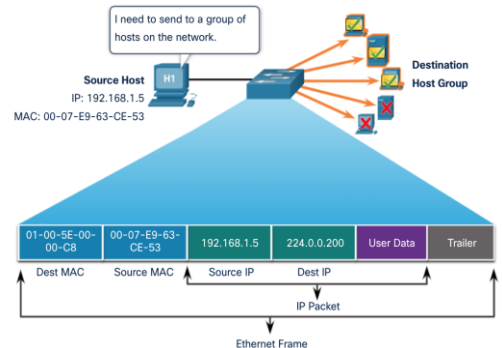 I need to send to a group of
hosts on the network.
Source Host
H1
IP: 192.168.1.5
MAC: 00-07-E9-63-CE-53
Destination
Host Group
01-00-5E-00-
00-C8
00-07-E9-63-
CE-53
192.168.1.5
224.0.0.200
User Data
Trailer
Dest MAC
Source MAC
Source IP
Dest IP
IP Packet
Ethernet Frame